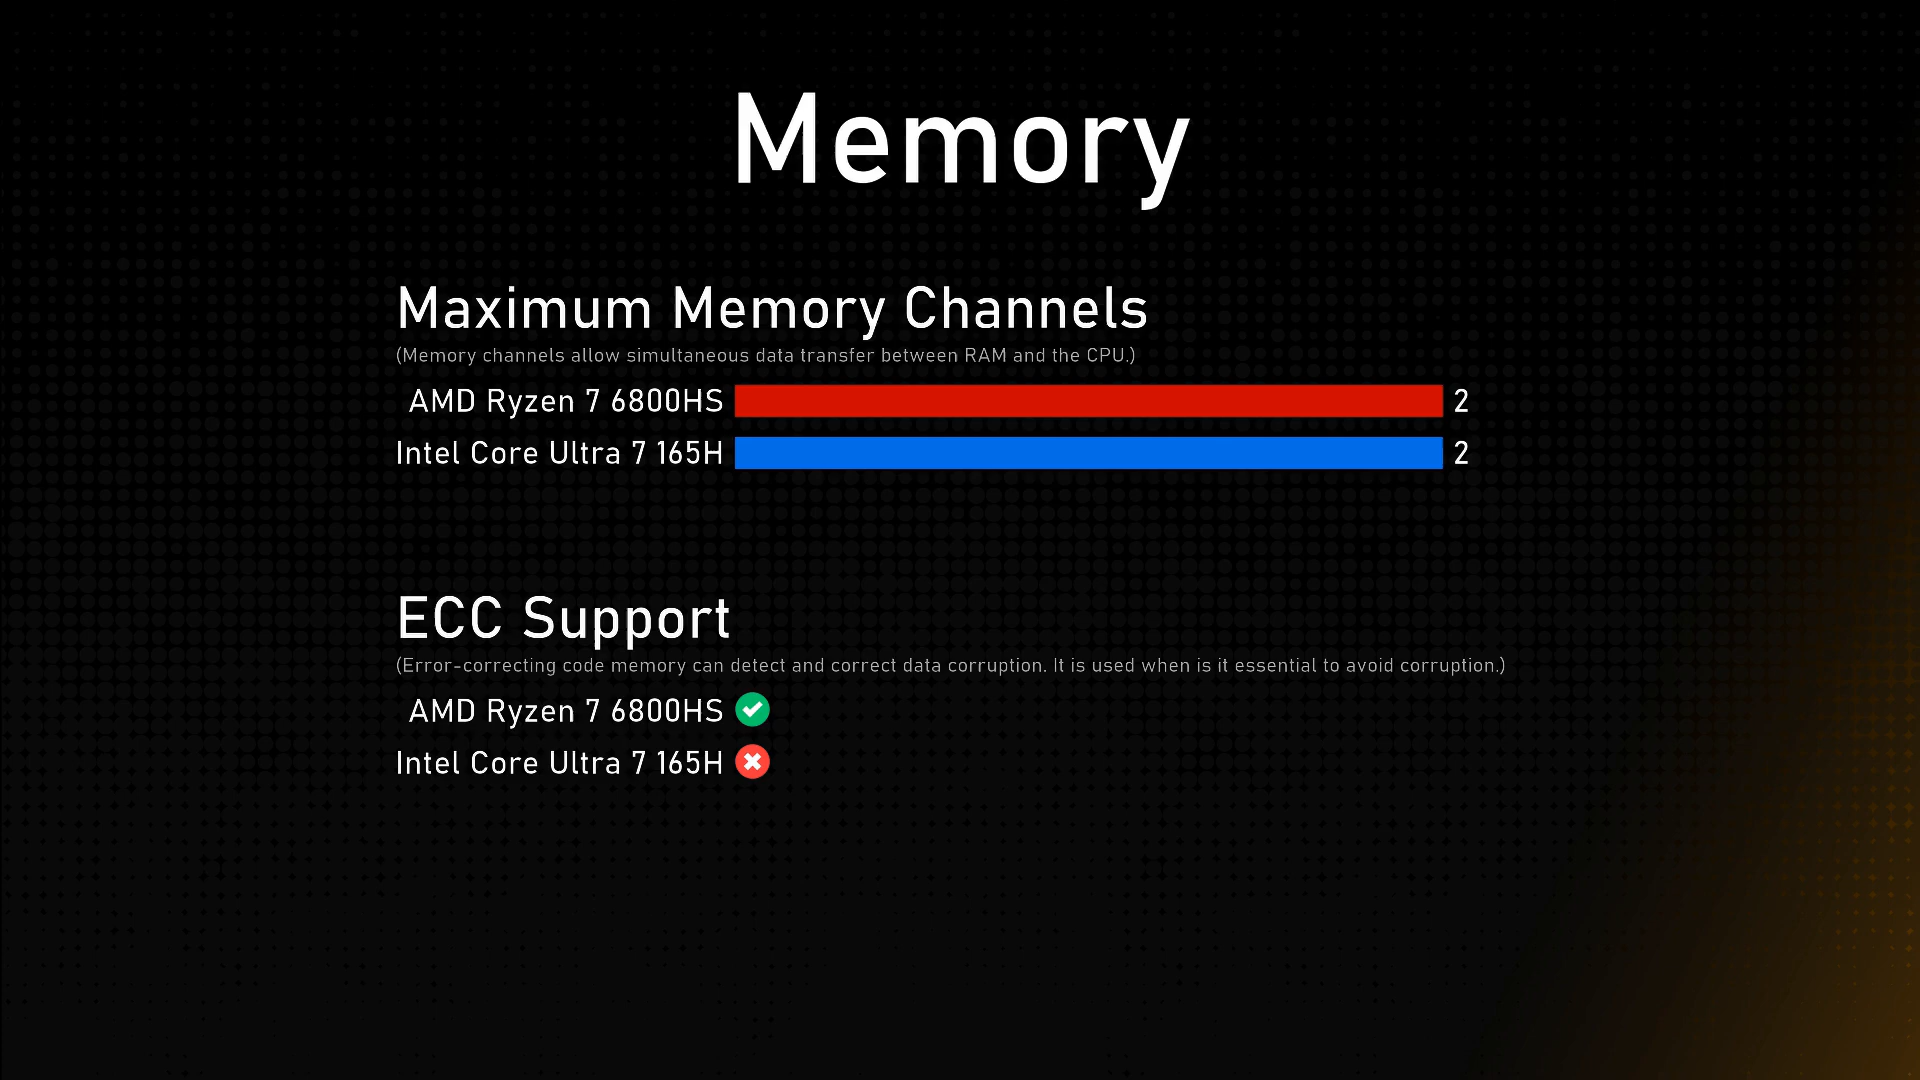 Memory
Maximum Memory Channels
(Memory channels allow simultaneous data transfer between RAM and the CPU.)
AMD Ryzen 7 6800HS 2
Intel Core Ultra 7 165H 2
ECC Support
(Error-correcting code memory can detect and correct data corruption. It is used when is it essential to avoid corruption.)
AMD Ryzen 7 6800HS
Intel Core Ultra 7 165H